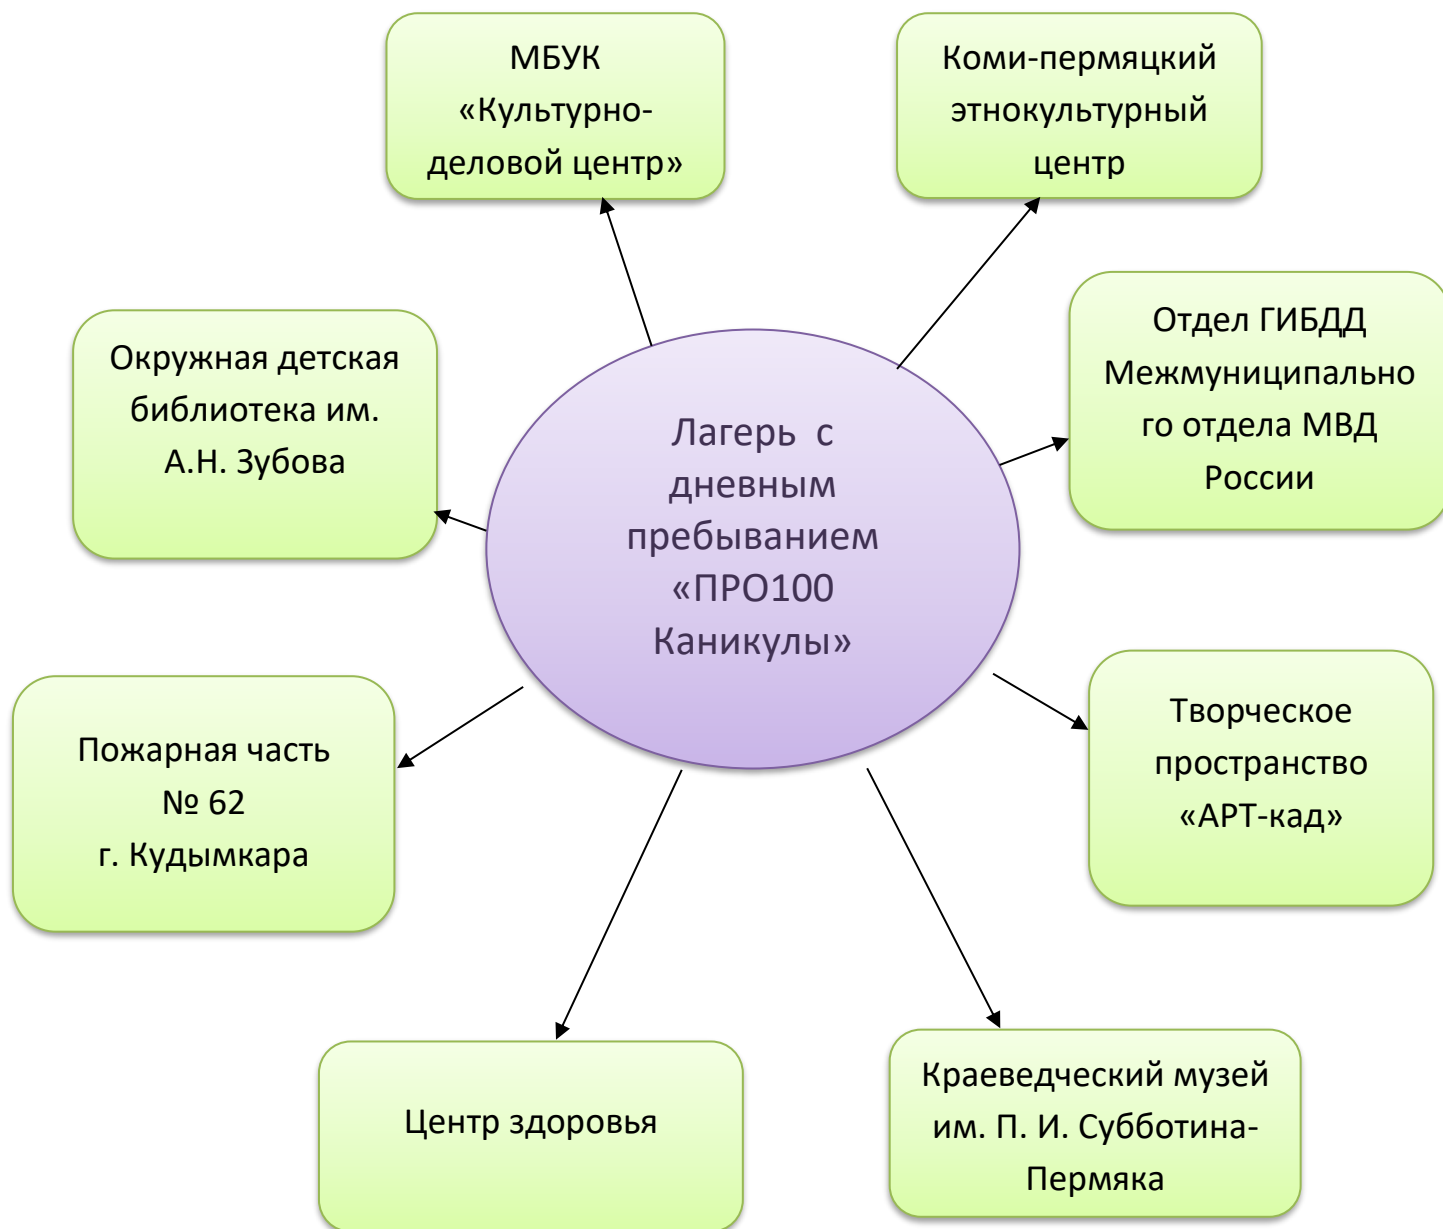 МБУК
«Культурно-
деловой центр»
Коми-пермяцкий
этнокультурный
центр
Окружная детская
библиотека им.
А.Н. Зубова
Отдел ГИБДД
Межмуниципально
го отдела МВД
России
Лагерь  с
дневным
пребыванием
«ПРО100
Каникулы»
Пожарная часть
№ 62
г. Кудымкара
Творческое
пространство
«АРТ-кад»
Центр здоровья
Краеведческий музей
им. П. И. Субботина-
Пермяка